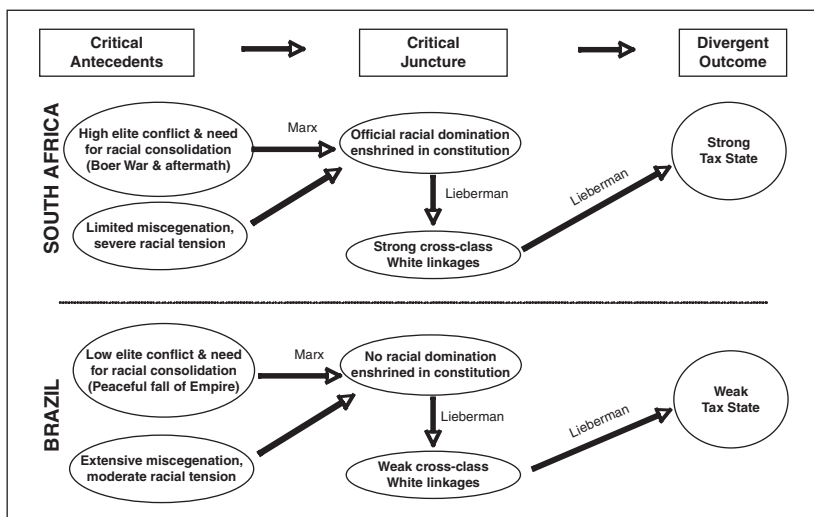 Critical
Antecedents
Critical
Juncture
Divergent
Outcome
SOUTH AFRICA
High elite conflict & need
for racial consolidation
(Boer War & aftermath)
Marx
Official racial domination
enshrined in constitution
Strong
Tax State
Lieberman
Lieberman
Limited miscegenation,
severe racial tension
Strong cross-class
White linkages
BRAZIL
Low elite conflict & need
for racial consolidation
(Peaceful fall of Empire)
Marx
No racial domination
enshrined in constitution
Weak
Tax State
Lieberman
Lieberman
Extensive miscegenation,
moderate racial tension
Weak cross-class
White linkages